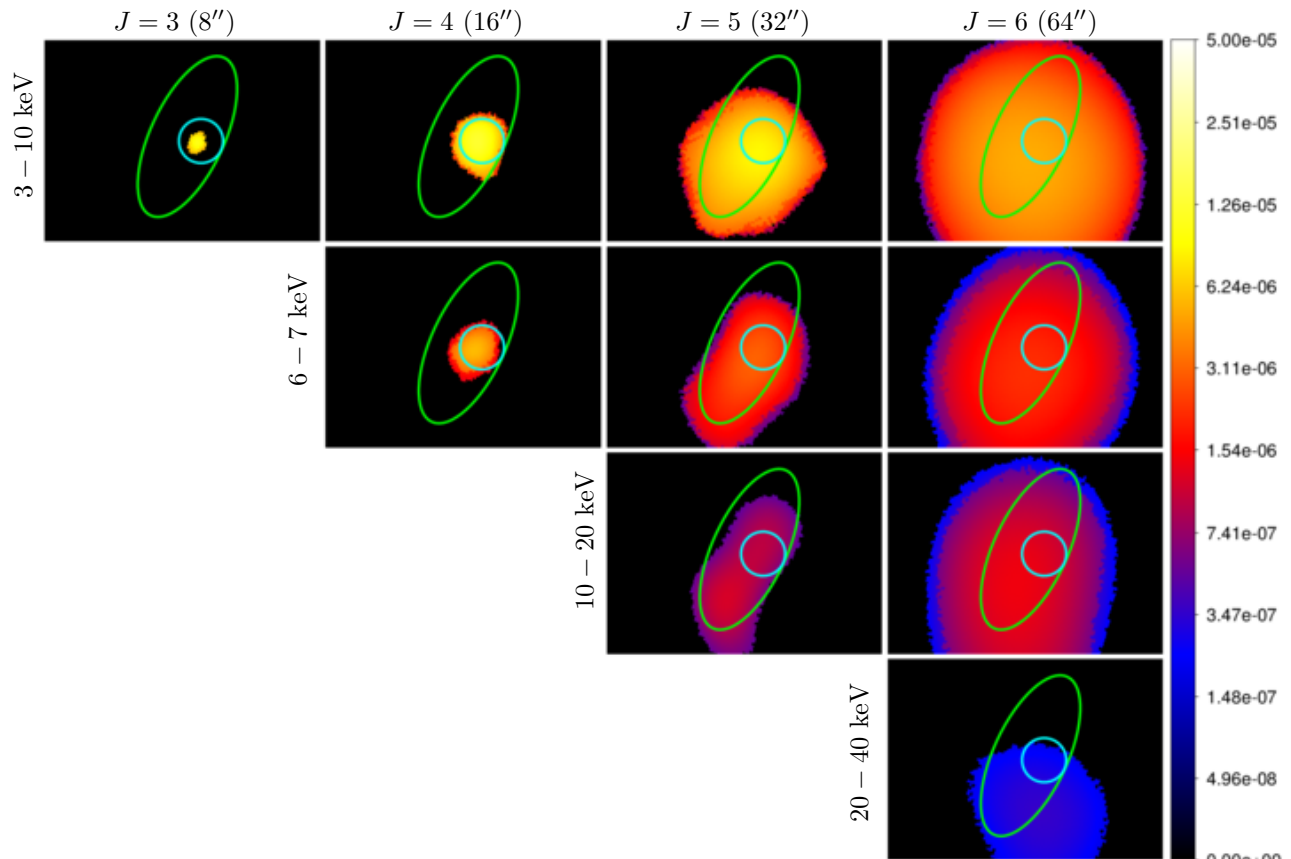 J = 3 (8″) J = 4 (16″) J = 5 (32″) J = 6 (64″)
3 − 10 keV
6 − 7 keV
10 − 20 keV
20 − 40 keV
5.00e-05
2.51e-05
1.26e-05
6.24e-06
3.11e-06
1.54e-06
7.41e-07
3.47e-07
1.48e-07
4.96e-08